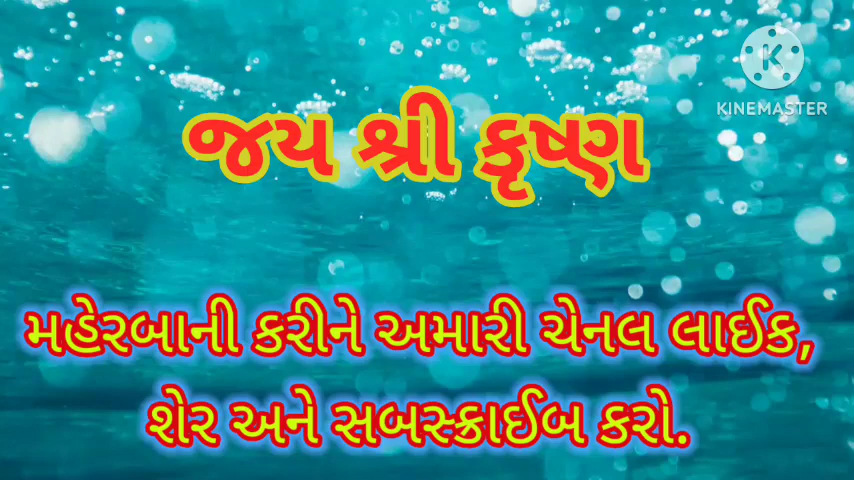 KINEMASTER
જય શ્રી કૃષ્ણ
મહેરબાની કરીને અમારી ચેનલ લાઈક,
શેર અને સબસ્ક્રાઈબ કરો.